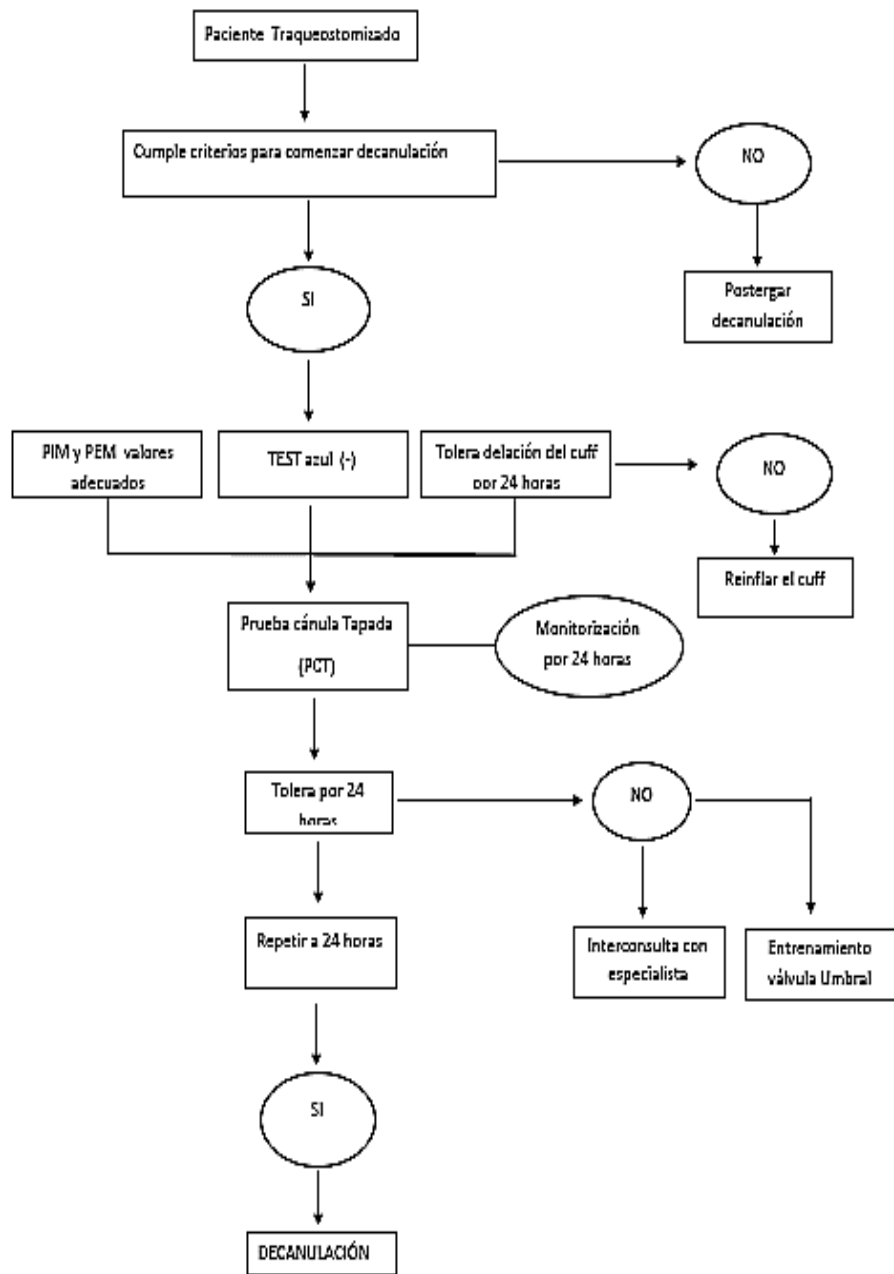 Paciente Traqueostomizado
Cumple criterios para comenzar decanulación
NO
SI
Postergar
decanulación
PIM y PEM valores
adecuados
TEST azul (-)
Tolera delación del cuff
por 24 horas
NO
Reinflar el cuff
Prueba cánula Tapada
(PCT)
Monitorización
por 24 horas
Tolera por 24
horas
NO
Repetir a 24 horas
Interconsulta con
especialista
Entrenamiento
válvula Umbral
SI
DECANULACIÓN